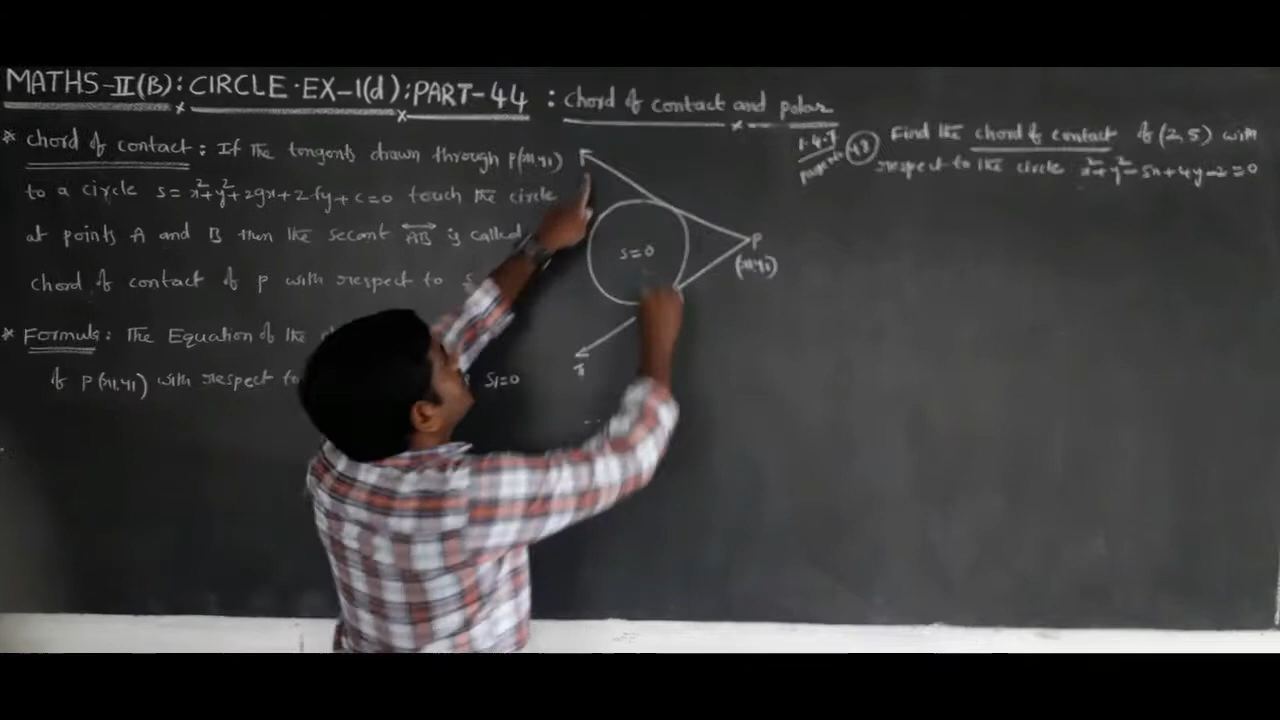 MATHS-II(B): CIRCLE.EX-1(d): PART-44 : chord of contact and polar
* chord of contact: If the tangents drawn through P(x1,y1)
to a circle S= x²+y²+2gx+2fy+c=0 touch the circle
at points A and B then the secant AB is called
chord of contact of P with respect to S
* Formula: The Equation of the
of P(x1,y1) with respect to S1=0
S=0
P
(x1,y1)
48 Find the chord of contact of (2,5) with
respect to the circle x²+y²-5x+4y-2=0